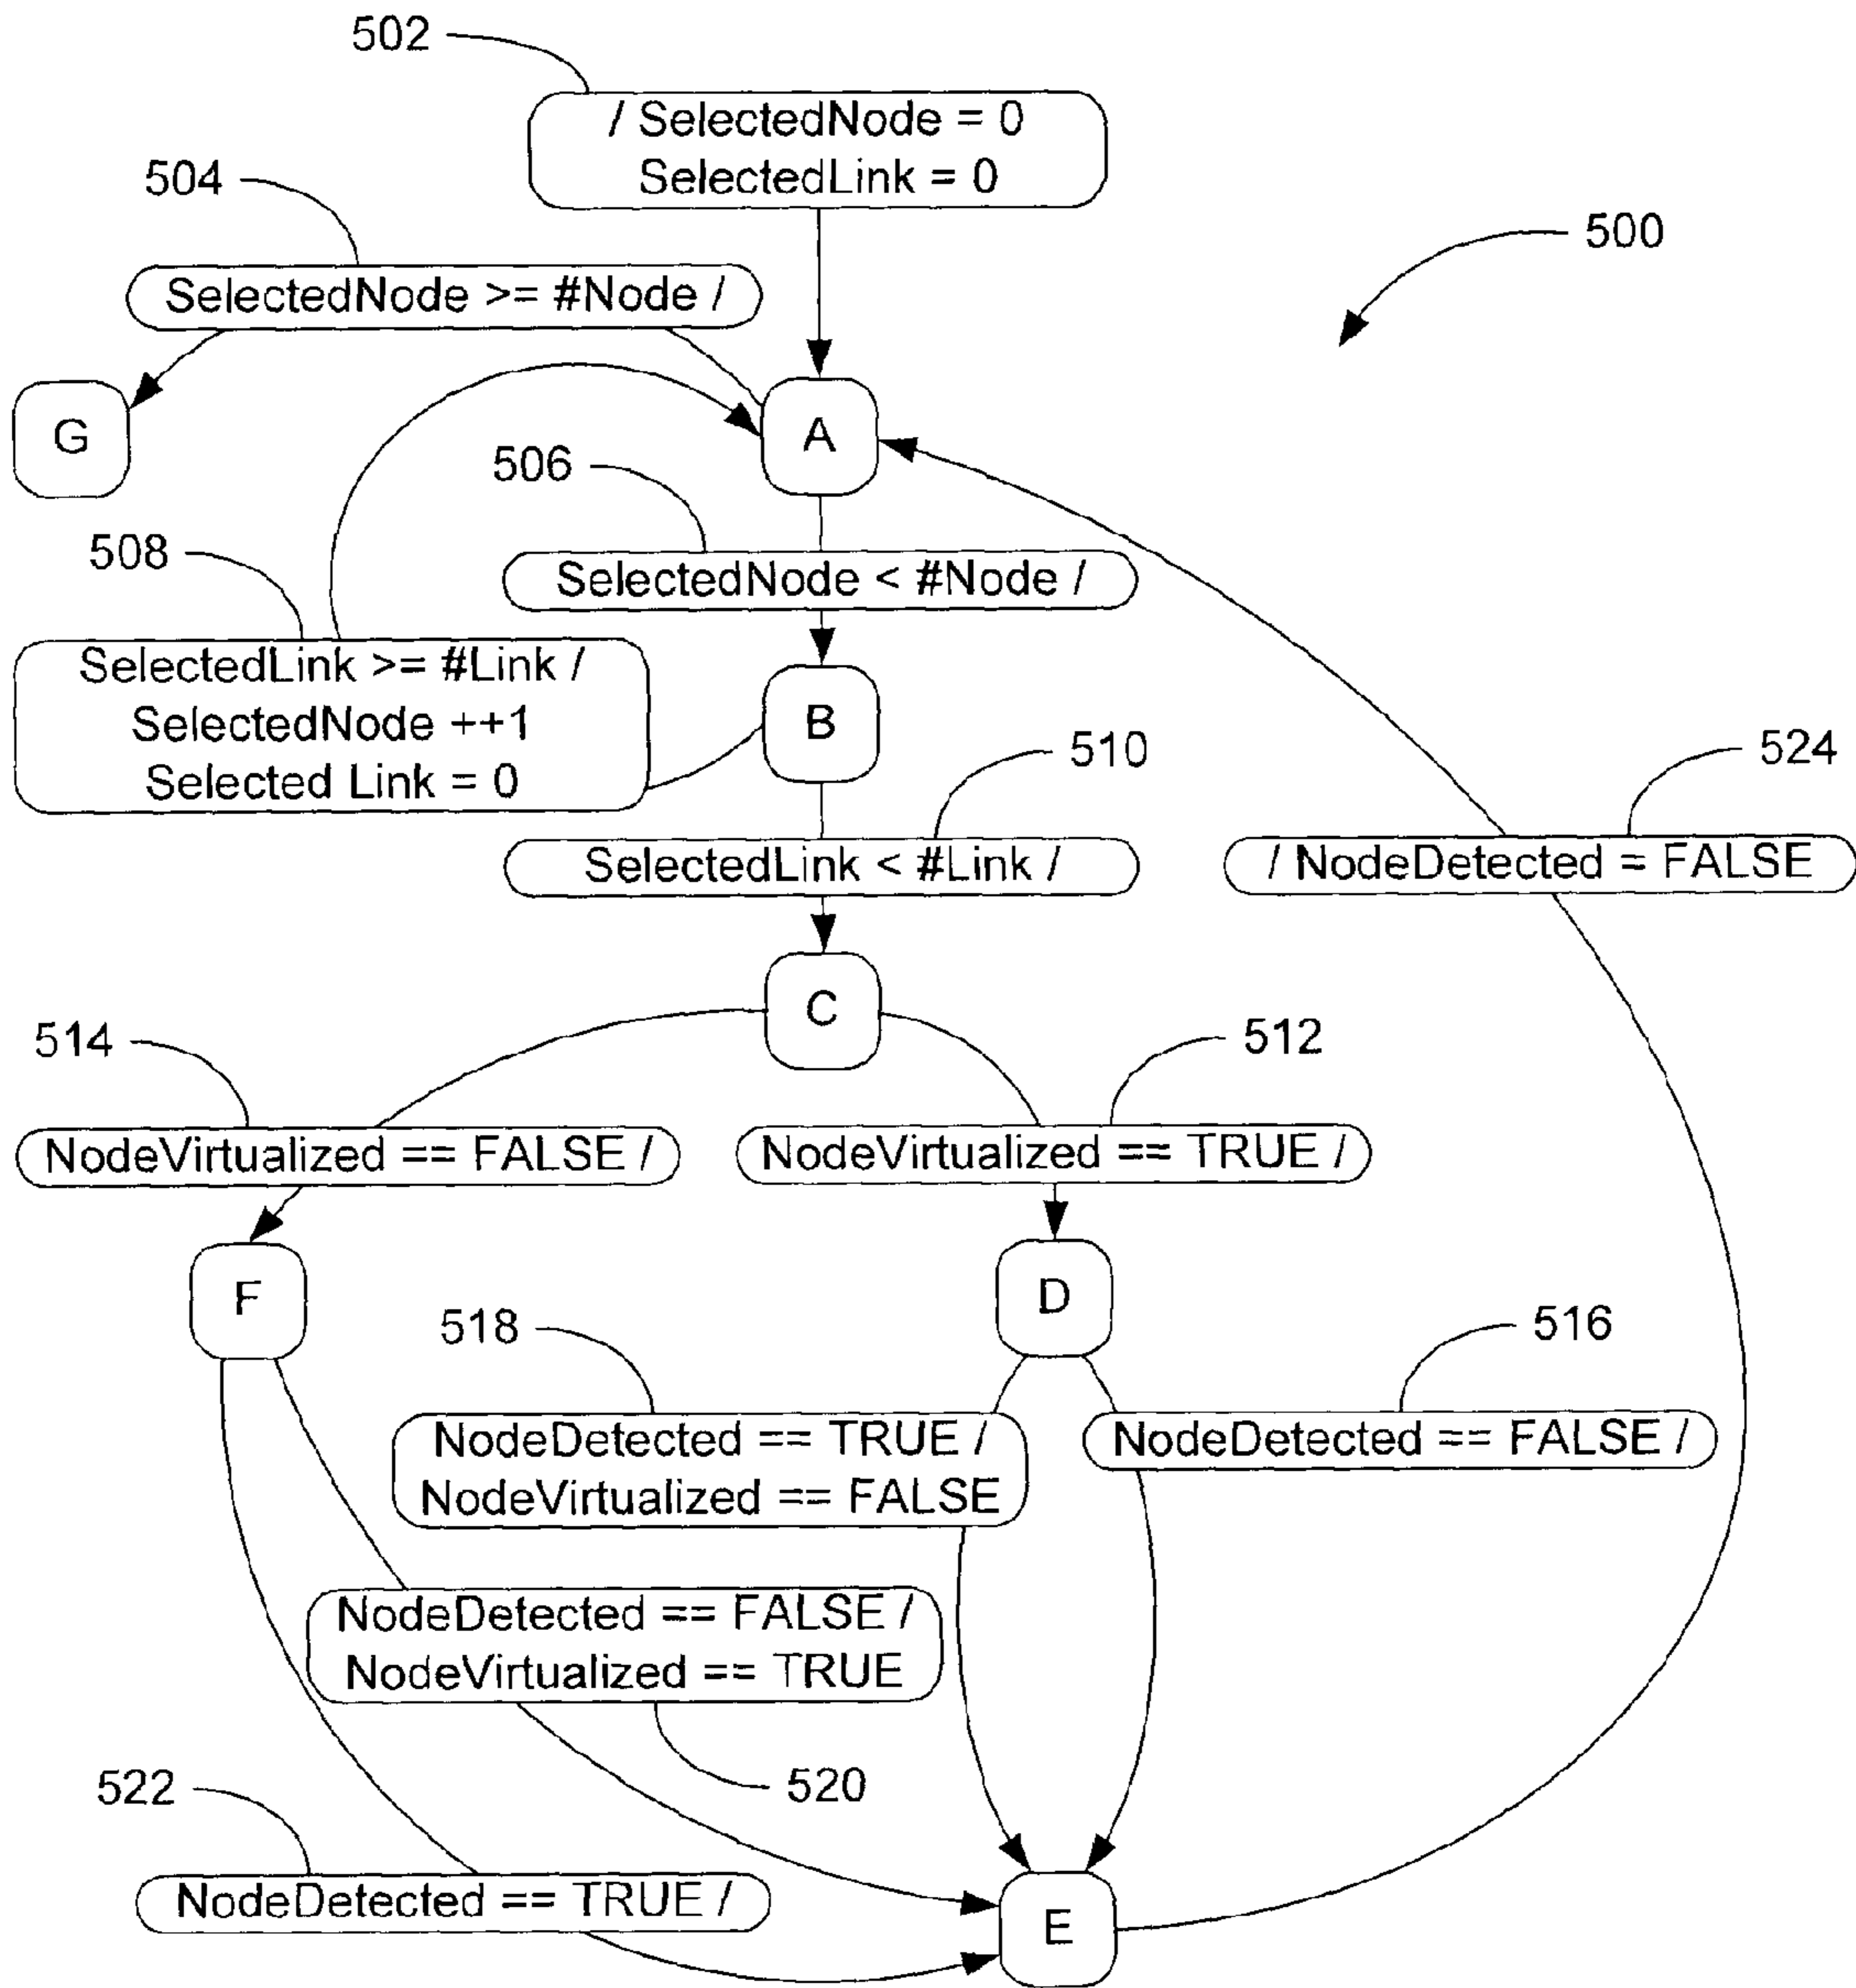 502
/ SelectedNode = 0
SelectedLink = 0
504
500
SelectedNode >= #Node /
G
A
506
508
SelectedNode < #Node /
SelectedLink >= #Link /
SelectedNode ++1
Selected Link = 0
B
510
524
SelectedLink < #Link /
/ NodeDetected = FALSE
C
514
512
NodeVirtualized == FALSE /
NodeVirtualized == TRUE /
F
D
518
516
NodeDetected == TRUE /
NodeVirtualized == FALSE
NodeDetected == FALSE /
NodeDetected == FALSE /
NodeVirtualized == TRUE
522
520
NodeDetected == TRUE /
E